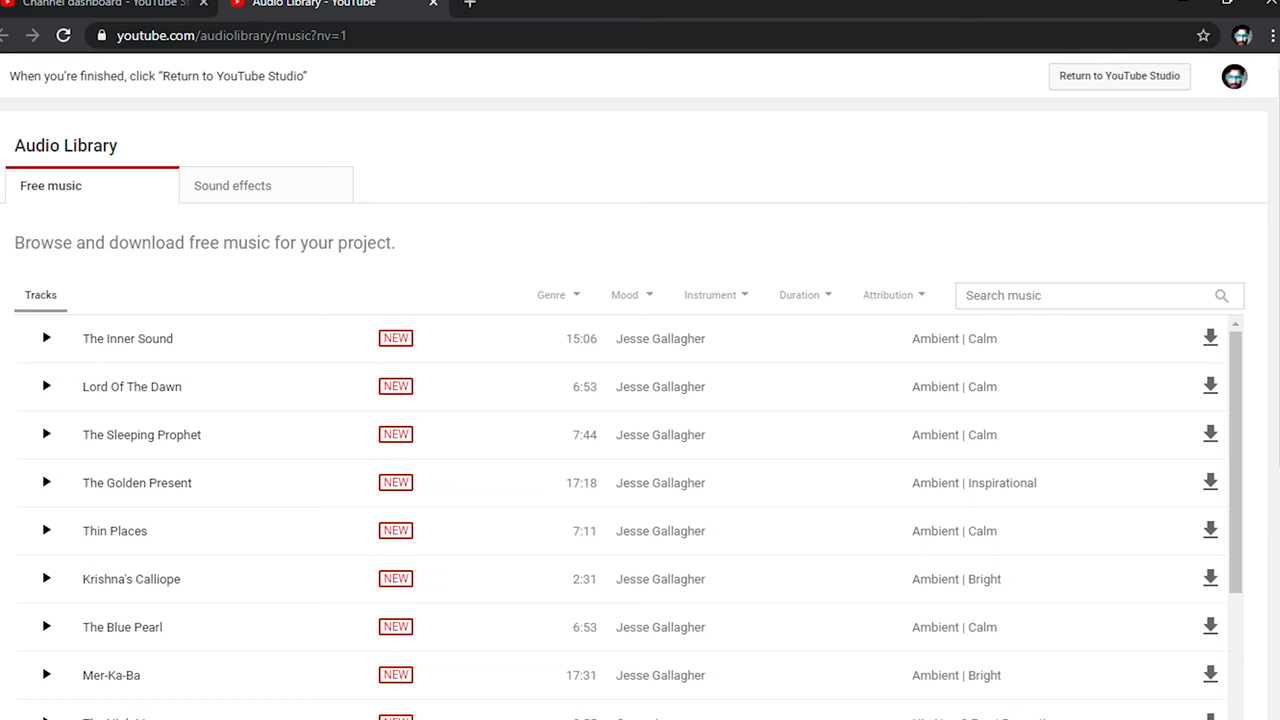 Channel dashboard - YouTube St
Audio Library - YouTube
youtube.com/audiolibrary/music?nv=1
When you're finished, click “Return to YouTube Studio”
Return to YouTube Studio
Audio Library
Free music
Sound effects
Browse and download free music for your project.
Tracks Genre Mood Instrument Duration Attribution Search music
The Inner Sound NEW 15:06 Jesse Gallagher Ambient | Calm
Lord Of The Dawn NEW 6:53 Jesse Gallagher Ambient | Calm
The Sleeping Prophet NEW 7:44 Jesse Gallagher Ambient | Calm
The Golden Present NEW 17:18 Jesse Gallagher Ambient | Inspirational
Thin Places NEW 7:11 Jesse Gallagher Ambient | Calm
Krishna's Calliope NEW 2:31 Jesse Gallagher Ambient | Bright
The Blue Pearl NEW 6:53 Jesse Gallagher Ambient | Calm
Mer-Ka-Ba NEW 17:31 Jesse Gallagher Ambient | Bright
NEW